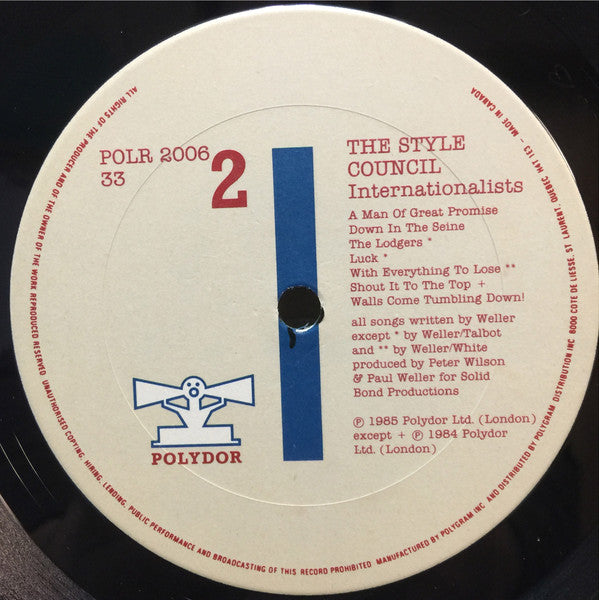 POLR 2006
33
2
THE STYLE
COUNCIL
Internationalists
A Man Of Great Promise
Down In The Seine
The Lodgers *
Luck *
With Everything To Lose **
Shout It To The Top +
Walls Come Tumbling Down!
all songs written by Weller
except * by Weller/Talbot
and ** by Weller/White
produced by Peter Wilson
& Paul Weller for Solid
Bond Productions
℗ 1985 Polydor Ltd. (London)
except + ℗ 1984 Polydor
Ltd. (London)
POLYDOR
ALL RIGHTS OF THE PRODUCER AND OF THE OWNER OF THE WORK REPRODUCED RESERVED. UNAUTHORISED COPYING, HIRING, LENDING, PUBLIC PERFORMANCE AND BROADCASTING OF THIS RECORD PROHIBITED. MANUFACTURED BY POLYGRAM INC AND DISTRIBUTED BY POLYGRAM DISTRIBUTION INC 8000 COTE DE LIESSE, ST LAURENT, QUEBEC H4T 1E3 - MADE IN CANADA